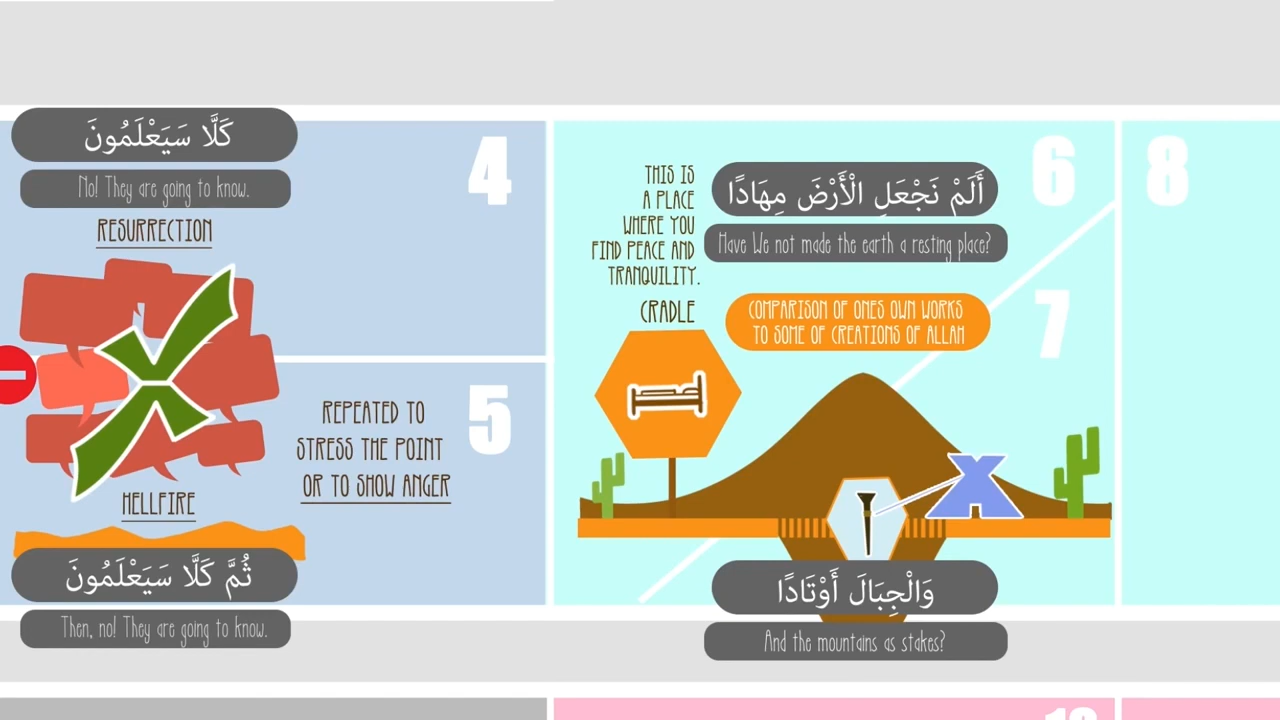 كَلَّا سَيَعْلَمُونَ
No! They are going to know.
RESURRECTION
4
HELLFIRE
5
REPEATED TO
STRESS THE POINT
OR TO SHOW ANGER
ثُمَّ كَلَّا سَيَعْلَمُونَ
Then, no! They are going to know.
6
THIS IS
A PLACE
WHERE YOU
FIND PEACE AND
TRANQUILITY.
CRADLE
أَلَمْ نَجْعَلِ الْأَرْضَ مِهَادًا
Have We not made the earth a resting place?
COMPARISON OF ONES OWN WORKS
TO SOME OF CREATIONS OF ALLAH
7
وَالْجِبَالَ أَوْتَادًا
And the mountains as stakes?
8